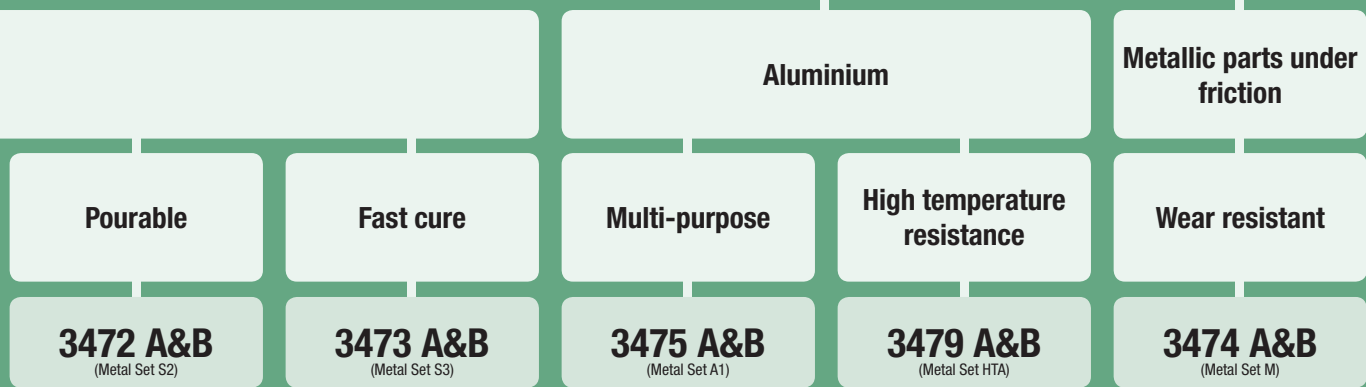 Aluminium
Metallic parts under
friction
Pourable
Fast cure
Multi-purpose
High temperature
resistance
Wear resistant
3472 A&B
(Metal Set S2)
3473 A&B
(Metal Set S3)
3475 A&B
(Metal Set A1)
3479 A&B
(Metal Set HTA)
3474 A&B
(Metal Set M)